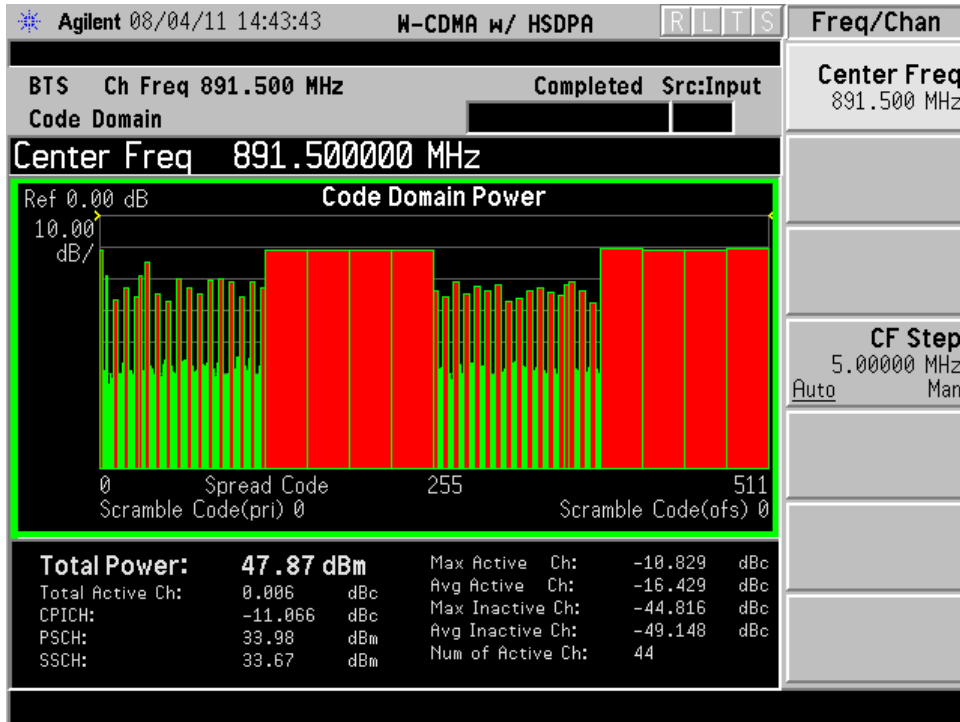 Agilent 08/04/11 14:43:43 W-CDMA w/ HSDPA R L T S Freq/Chan
BTS Ch Freq 891.500 MHz Completed Src:Input
Code Domain
Center Freq 891.500000 MHz
Ref 0.00 dB Code Domain Power
10.00
dB/
0 Spread Code 255 511
Scramble Code(pri) 0 Scramble Code(ofs) 0
Total Power: 47.87 dBm
Total Active Ch: 0.006 dBc
CPICH: -11.066 dBc
PSCH: 33.98 dBm
SSCH: 33.67 dBm
Max Active Ch: -10.829 dBc
Avg Active Ch: -16.429 dBc
Max Inactive Ch: -44.816 dBc
Avg Inactive Ch: -49.148 dBc
Num of Active Ch: 44
Center Freq
891.500 MHz
CF Step
5.00000 MHz
Auto Man